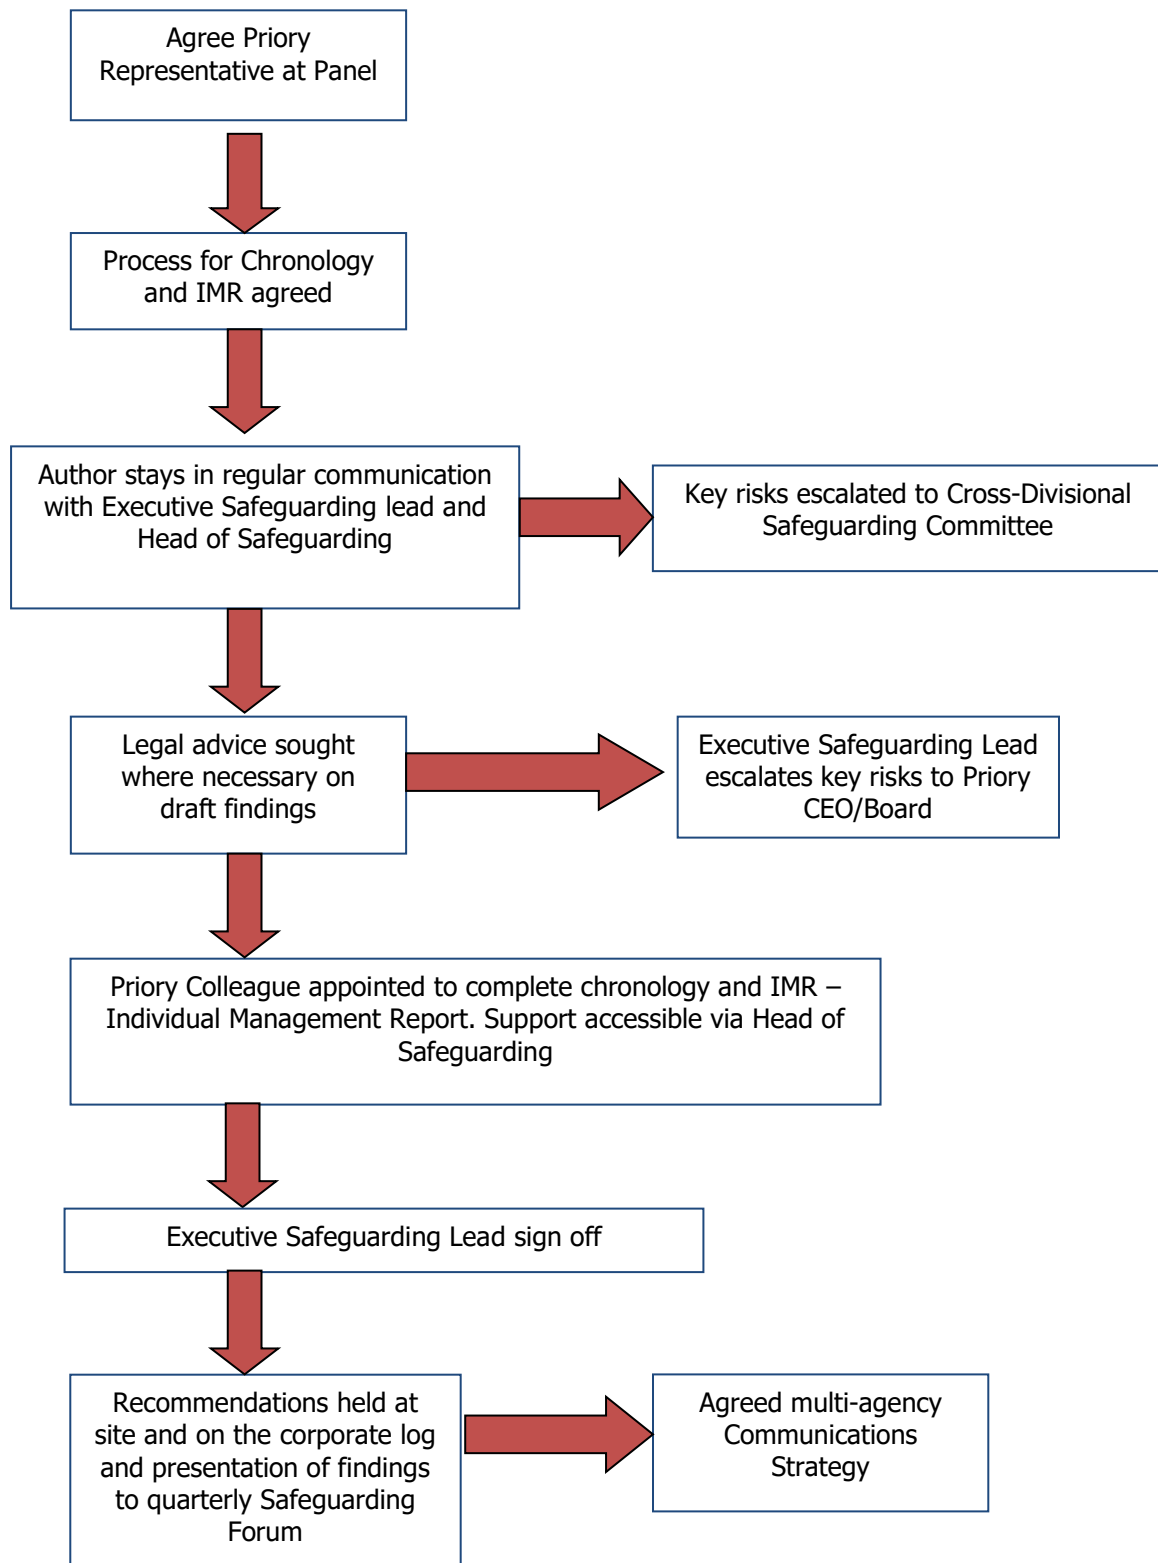 Agree Priory
Representative at Panel
Process for Chronology
and IMR agreed
Author stays in regular communication
with Executive Safeguarding lead and
Head of Safeguarding
Key risks escalated to Cross-Divisional
Safeguarding Committee
Legal advice sought
where necessary on
draft findings
Executive Safeguarding Lead
escalates key risks to Priory
CEO/Board
Priory Colleague appointed to complete chronology and IMR –
Individual Management Report. Support accessible via Head of
Safeguarding
Executive Safeguarding Lead sign off
Recommendations held at
site and on the corporate log
and presentation of findings
to quarterly Safeguarding
Forum
Agreed multi-agency
Communications
Strategy